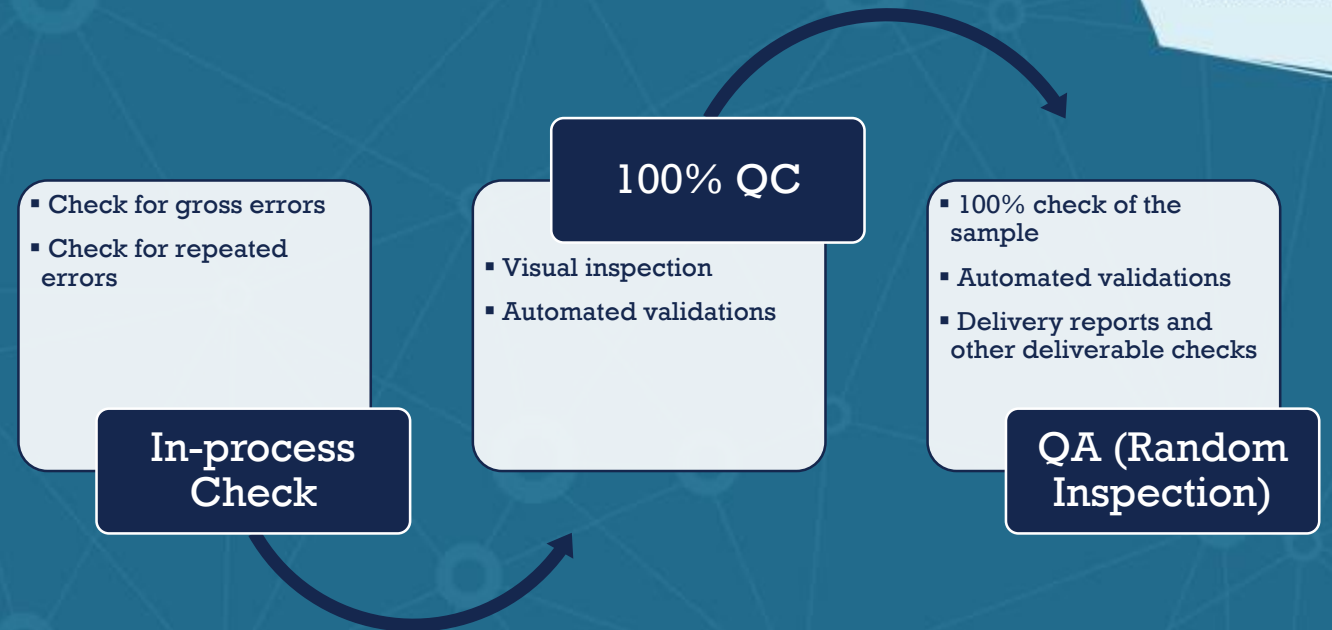 ▪ Check for gross errors
▪ Check for repeated
errors
In-process
Check
100% QC
▪ Visual inspection
▪ Automated validations
▪ 100% check of the
sample
▪ Automated validations
▪ Delivery reports and
other deliverable checks
QA (Random
Inspection)